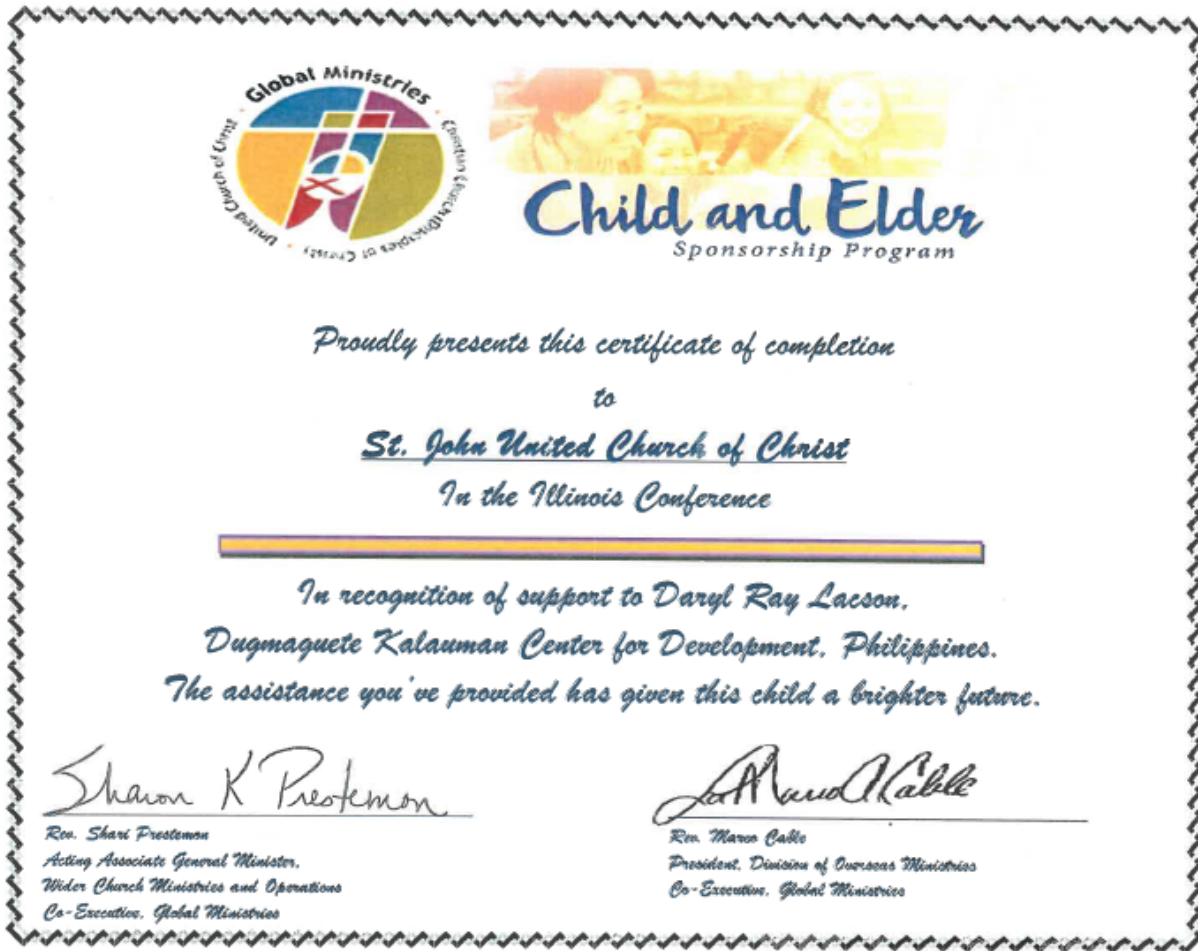 Global Ministries
United Church of Christ · Christian Church (Disciples of Christ)
Child and Elder
Sponsorship Program
Proudly presents this certificate of completion
to
St. John United Church of Christ
In the Illinois Conference
In recognition of support to Daryl Ray Lacson,
Dugmaguete Kalauman Center for Development, Philippines.
The assistance you've provided has given this child a brighter future.
Sharon K Prestemon
Rev. Shari Prestemon
Acting Associate General Minister,
Wider Church Ministries and Operations
Co-Executive, Global Ministries
Cable
Rev. Marco Cable
President, Division of Overseas Ministries
Co-Executive, Global Ministries